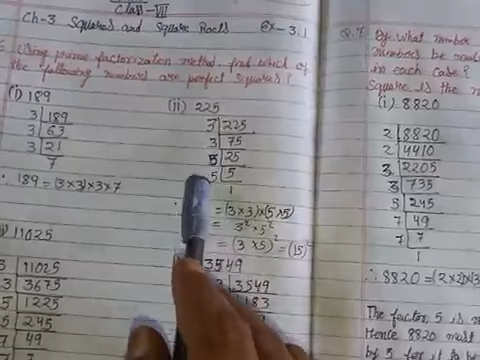 Class-VII
Ch-3 Squares and Square Roots Ex-3.1
Using prime factorization method, find which of
the following numbers are perfect squares?
(i) 189
3 | 189
3 | 63
3 | 21
7
∴ 189 = (3×3)×3×7
(ii) 225
3 | 225
3 | 75
5 | 25
5 | 5
1
= (3×3)×(5×5)
= 3²×5²
= (3×5)² = (15)²
11025
3 | 11025
3 | 3675
5 | 1225
5 | 245
7 | 49
7
3549
3549
1183
Q.7. By what number
numbers be
in each case?
Square is the
(i) 8820
2 | 8820
2 | 4410
3 | 2205
3 | 735
5 | 245
7 | 49
7 | 7
1
∴ 8820 = (2×2)×(3
The factor 5 is
Hence 8820 must
by 5 for it to be